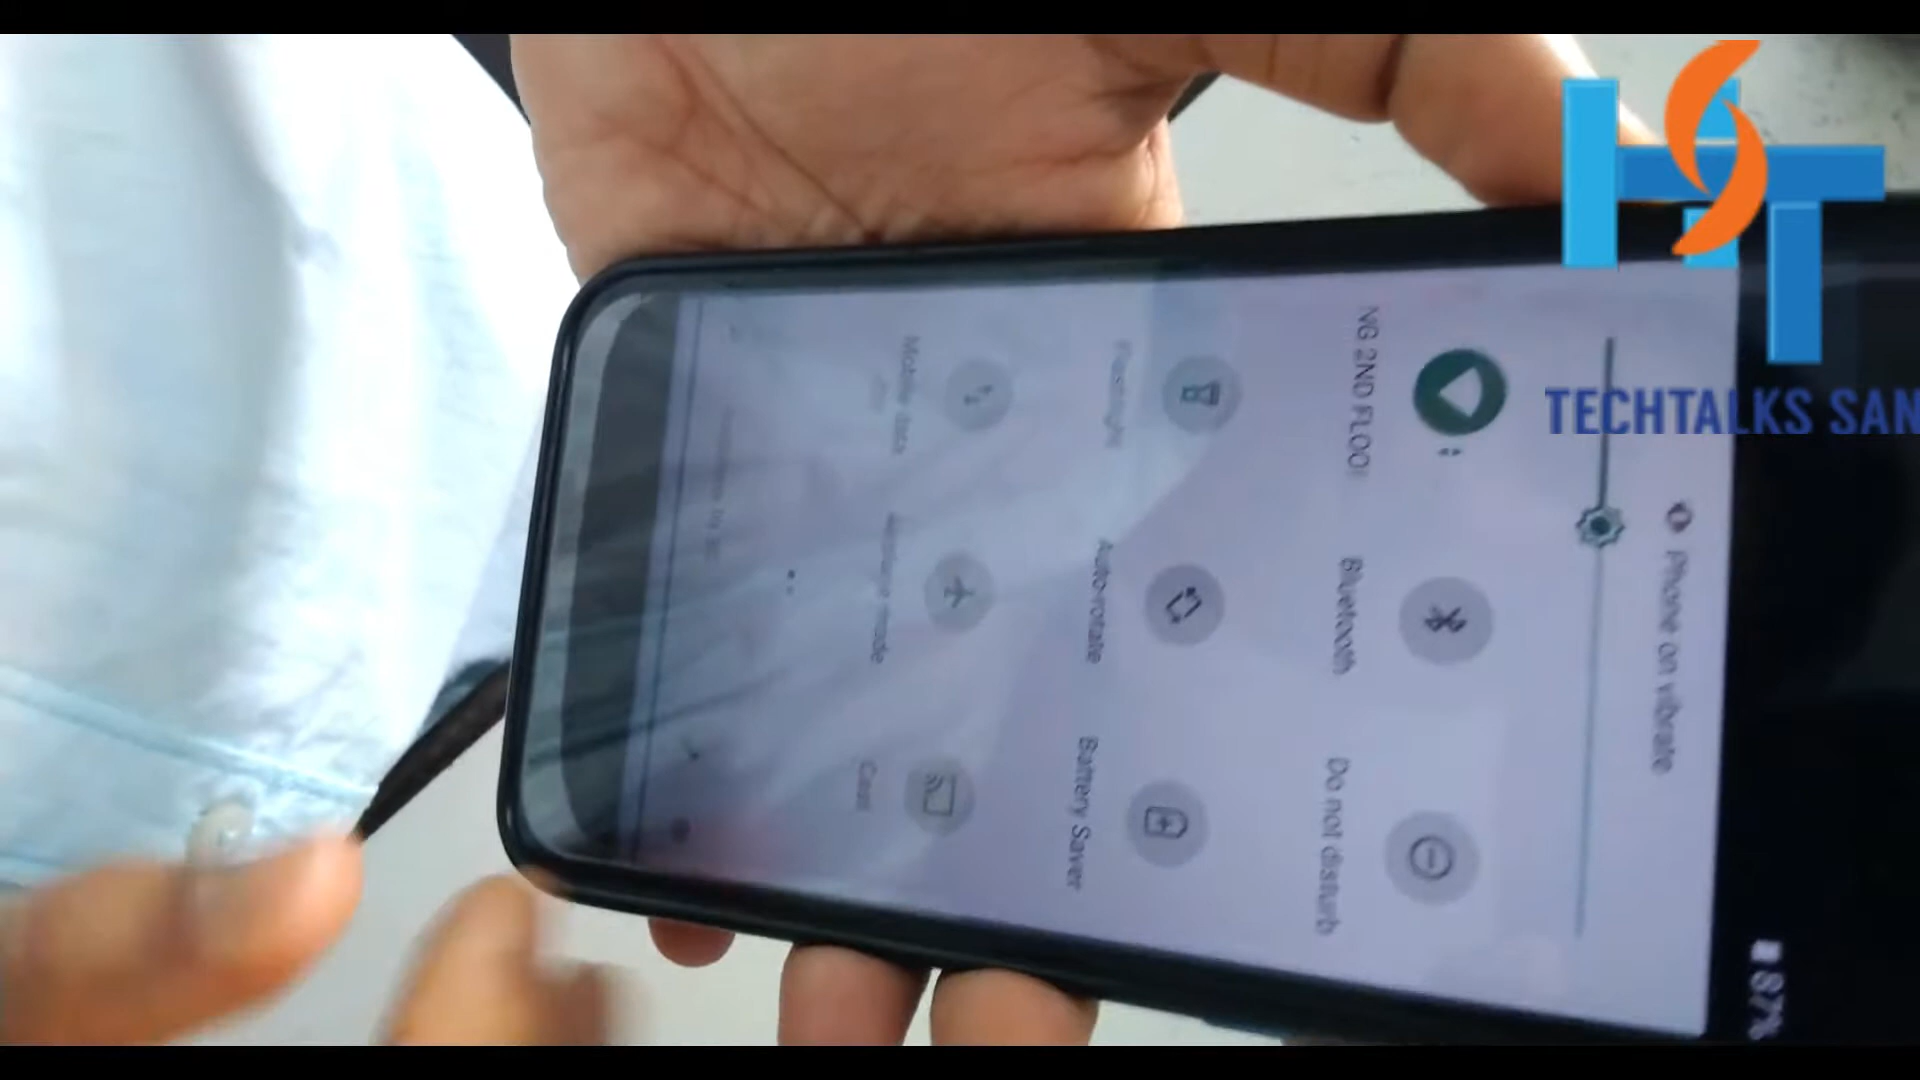 TECHTALKS SAN
87%
Phone on vibrate
NG 2ND FLOO
Bluetooth
Do not disturb
Flashlight
Auto-rotate
Battery Saver
Mobile data
Airplane mode
Cast